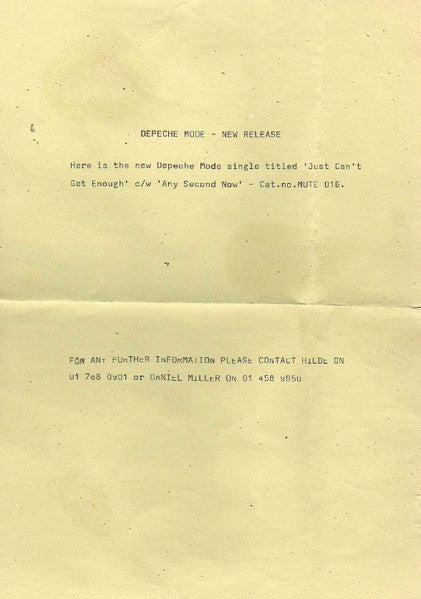 DEPECHE MODE - NEW RELEASE
Here is the new Depeche Mode single titled 'Just Can't
Get Enough' c/w 'Any Second Now' - Cat.no.MUTE 016.
FOR ANY FURTHER INFORMATION PLEASE CONTACT HILDE ON
01 768 0901 or DANIEL MILLER ON 01 458 9950